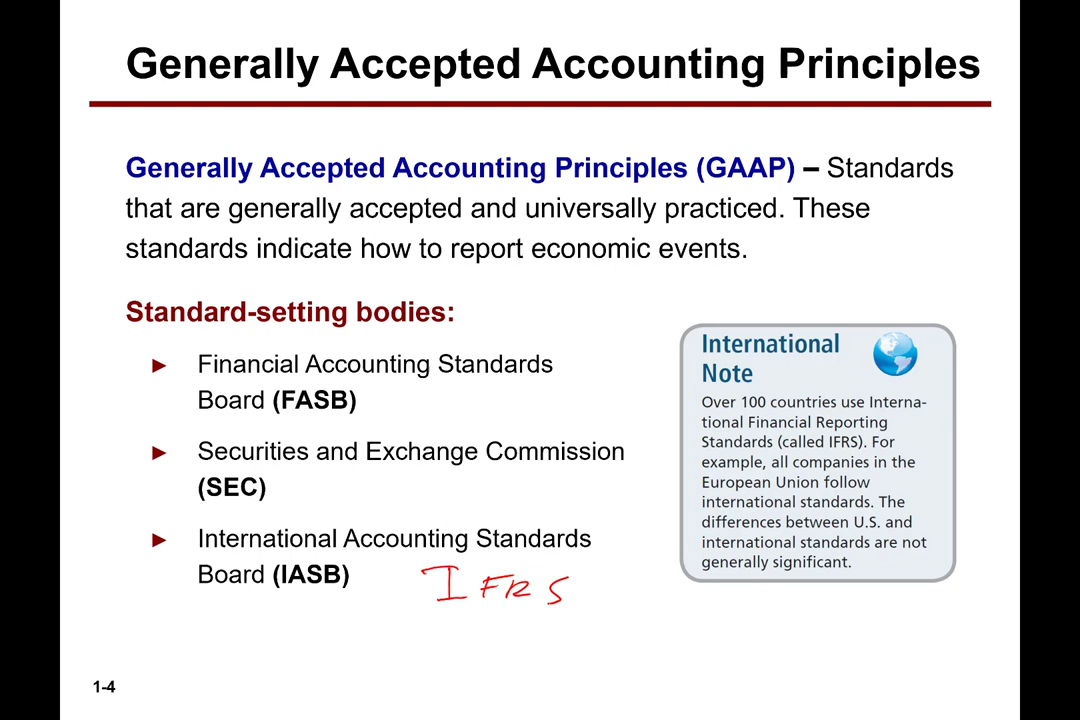 Generally Accepted Accounting Principles
Generally Accepted Accounting Principles (GAAP) – Standards
that are generally accepted and universally practiced. These
standards indicate how to report economic events.
Standard-setting bodies:
► Financial Accounting Standards
Board (FASB)
► Securities and Exchange Commission
(SEC)
► International Accounting Standards
Board (IASB)
IFRS
International
Note
Over 100 countries use Interna-
tional Financial Reporting
Standards (called IFRS). For
example, all companies in the
European Union follow
international standards. The
differences between U.S. and
international standards are not
generally significant.
1-4